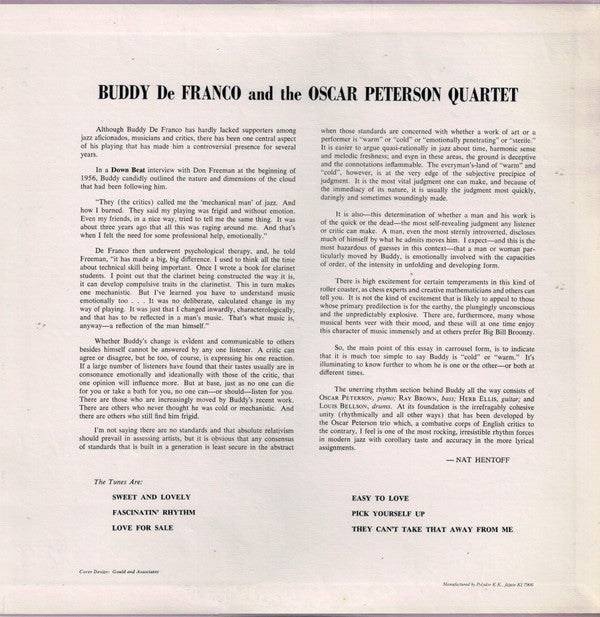 BUDDY De FRANCO and the OSCAR PETERSON QUARTET
Although Buddy De Franco has hardly lacked supporters among
jazz aficionados, musicians and critics, there has been one central aspect
of his playing that has made him a controversial presence for several
years.
In a Down Beat interview with Don Freeman at the beginning of
1956, Buddy candidly outlined the nature and dimensions of the cloud
that had been following him.
"They (the critics) called me the 'mechanical man' of jazz. And
how I burned. They said my playing was frigid and without emotion.
Even my friends, in a nice way, tried to tell me the same thing. It was
about three years ago that all this was raging around me. And that's
when I felt the need for some professional help, emotionally."
De Franco then underwent psychological therapy, and, he told
Freeman, "it has made a big, big difference. I used to think all the time
about technical skill being important. Once I wrote a book for clarinet
students. I point out that the clarinet being constructed the way it is,
it can develop compulsive traits in the clarinetist. This in turn makes
one mechanistic. But I've learned how to understand music
emotionally too . . . It was no deliberate, calculated change in my
way of playing. It was just that I changed inwardly, characterologically,
and that has to be reflected in a man's music. That's what music is,
anyway—a reflection of the man himself."
Whether Buddy's change is evident and communicable to others
besides himself cannot be answered by any one listener. A critic can
agree or disagree, but he too, of course, is expressing his one reaction.
If a large number of listeners have found that their tastes usually are in
consonance emotionally and ideationally with those of the critic, that
one opinion will influence more. But at base, just as no one can die
for you or take a bath for you, no one can—or should—listen for you.
There are those who are increasingly moved by Buddy's recent work.
There are others who never thought he was cold or mechanistic. And
there are others who still find him frigid.
I'm not saying there are no standards and that absolute relativism
should prevail in assessing artists, but it is obvious that any consensus
of standards that is built in a generation is least secure in the abstract
when those standards are concerned with whether a work of art or a
performer is "warm" or "cold" or "emotionally penetrating" or "sterile."
It is easier to argue quasi-rationally in jazz about time, harmonic sense
and melodic freshness; and even in these areas, the ground is deceptive
and the connotations inflammable. The everyman's-land of "warm" and
"cold", however, is at the very edge of the subjective precipice of
judgment. It is the most vital judgment one can make, and because of
the immediacy of its nature, it is usually the judgment most quickly,
daringly and sometimes woundingly made.
It is also—this determination of whether a man and his work is
of the quick or the dead—the most self-revealing judgment any listener
or critic can make. A man, even the most sternly introverted, discloses
much of himself by what he admits moves him. I expect—and this is the
most hazardous of guesses in this context—that a man or woman par-
ticularly moved by Buddy, is emotionally involved with the capacities
of order, of the intensity in unfolding and developing form.
There is high excitement for certain temperaments in this kind of
roller coaster, as chess experts and creative mathematicians and others can
tell you. It is not the kind of excitement that is likely to appeal to those
whose primary predilection is for the earthy, the plungingly unconscious
and the unpredictably explosive. There are, furthermore, many whose
musical bents veer with their mood, and these will at one time enjoy
this character of music immensely and at others prefer Big Bill Broonzy.
So, the main point of this essay in carrousel form, is to indicate
that it is much too simple to say Buddy is "cold" or "warm." It's
illuminating to know further to whom he is one or the other—or both at
different times.
The unerring rhythm section behind Buddy all the way consists of
OSCAR PETERSON, piano; RAY BROWN, bass; HERB ELLIS, guitar; and
LOUIS BELLSON, drums. At its foundation is the irrefragably cohesive
unity (rhythmically and all other ways) that has been developed by
the Oscar Peterson trio which, a combative corps of English critics to
the contrary, I feel is one of the most rocking, irresistible rhythm forces
in modern jazz with corollary taste and accuracy in the more lyrical
assignments.
— NAT HENTOFF
The Tunes Are:
SWEET AND LOVELY
FASCINATIN' RHYTHM
LOVE FOR SALE
EASY TO LOVE
PICK YOURSELF UP
THEY CAN'T TAKE THAT AWAY FROM ME
Cover Design: Gould and Associates
Manufactured by Polydor K.K., Japan